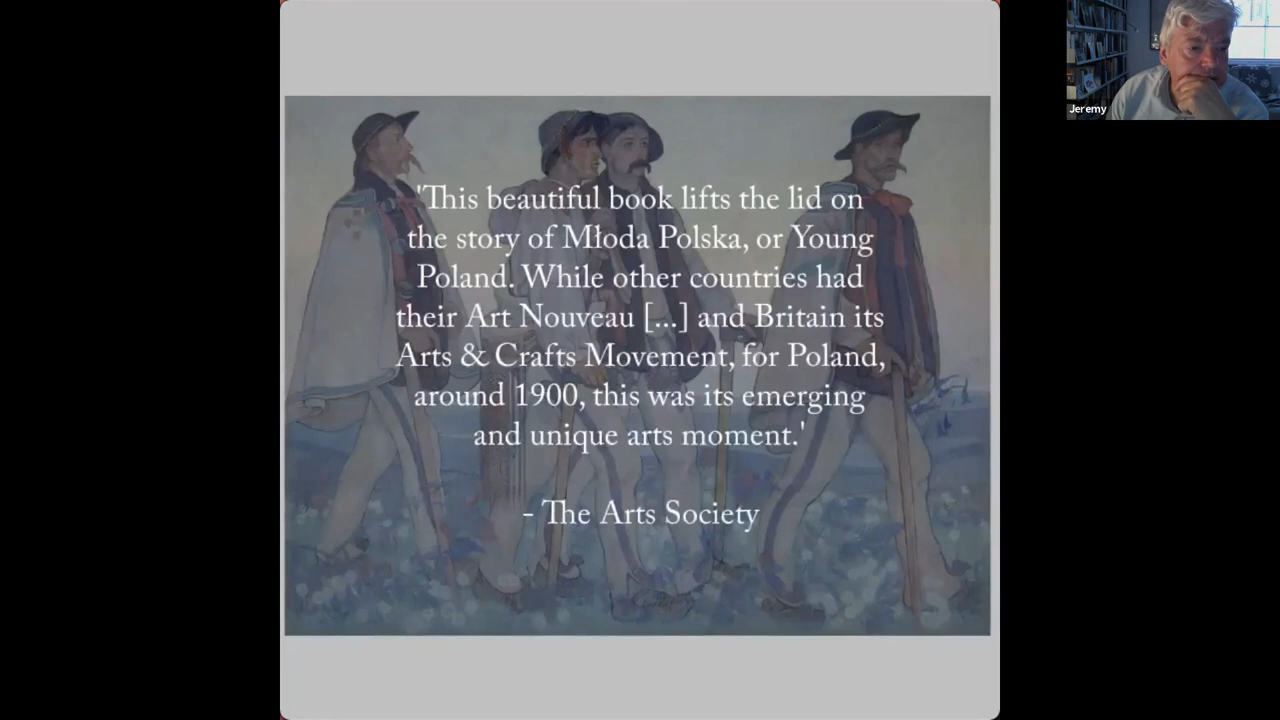 'This beautiful book lifts the lid on
the story of Młoda Polska, or Young
Poland. While other countries had
their Art Nouveau [...] and Britain its
Arts & Crafts Movement, for Poland,
around 1900, this was its emerging
and unique arts moment.'
- The Arts Society
Jeremy